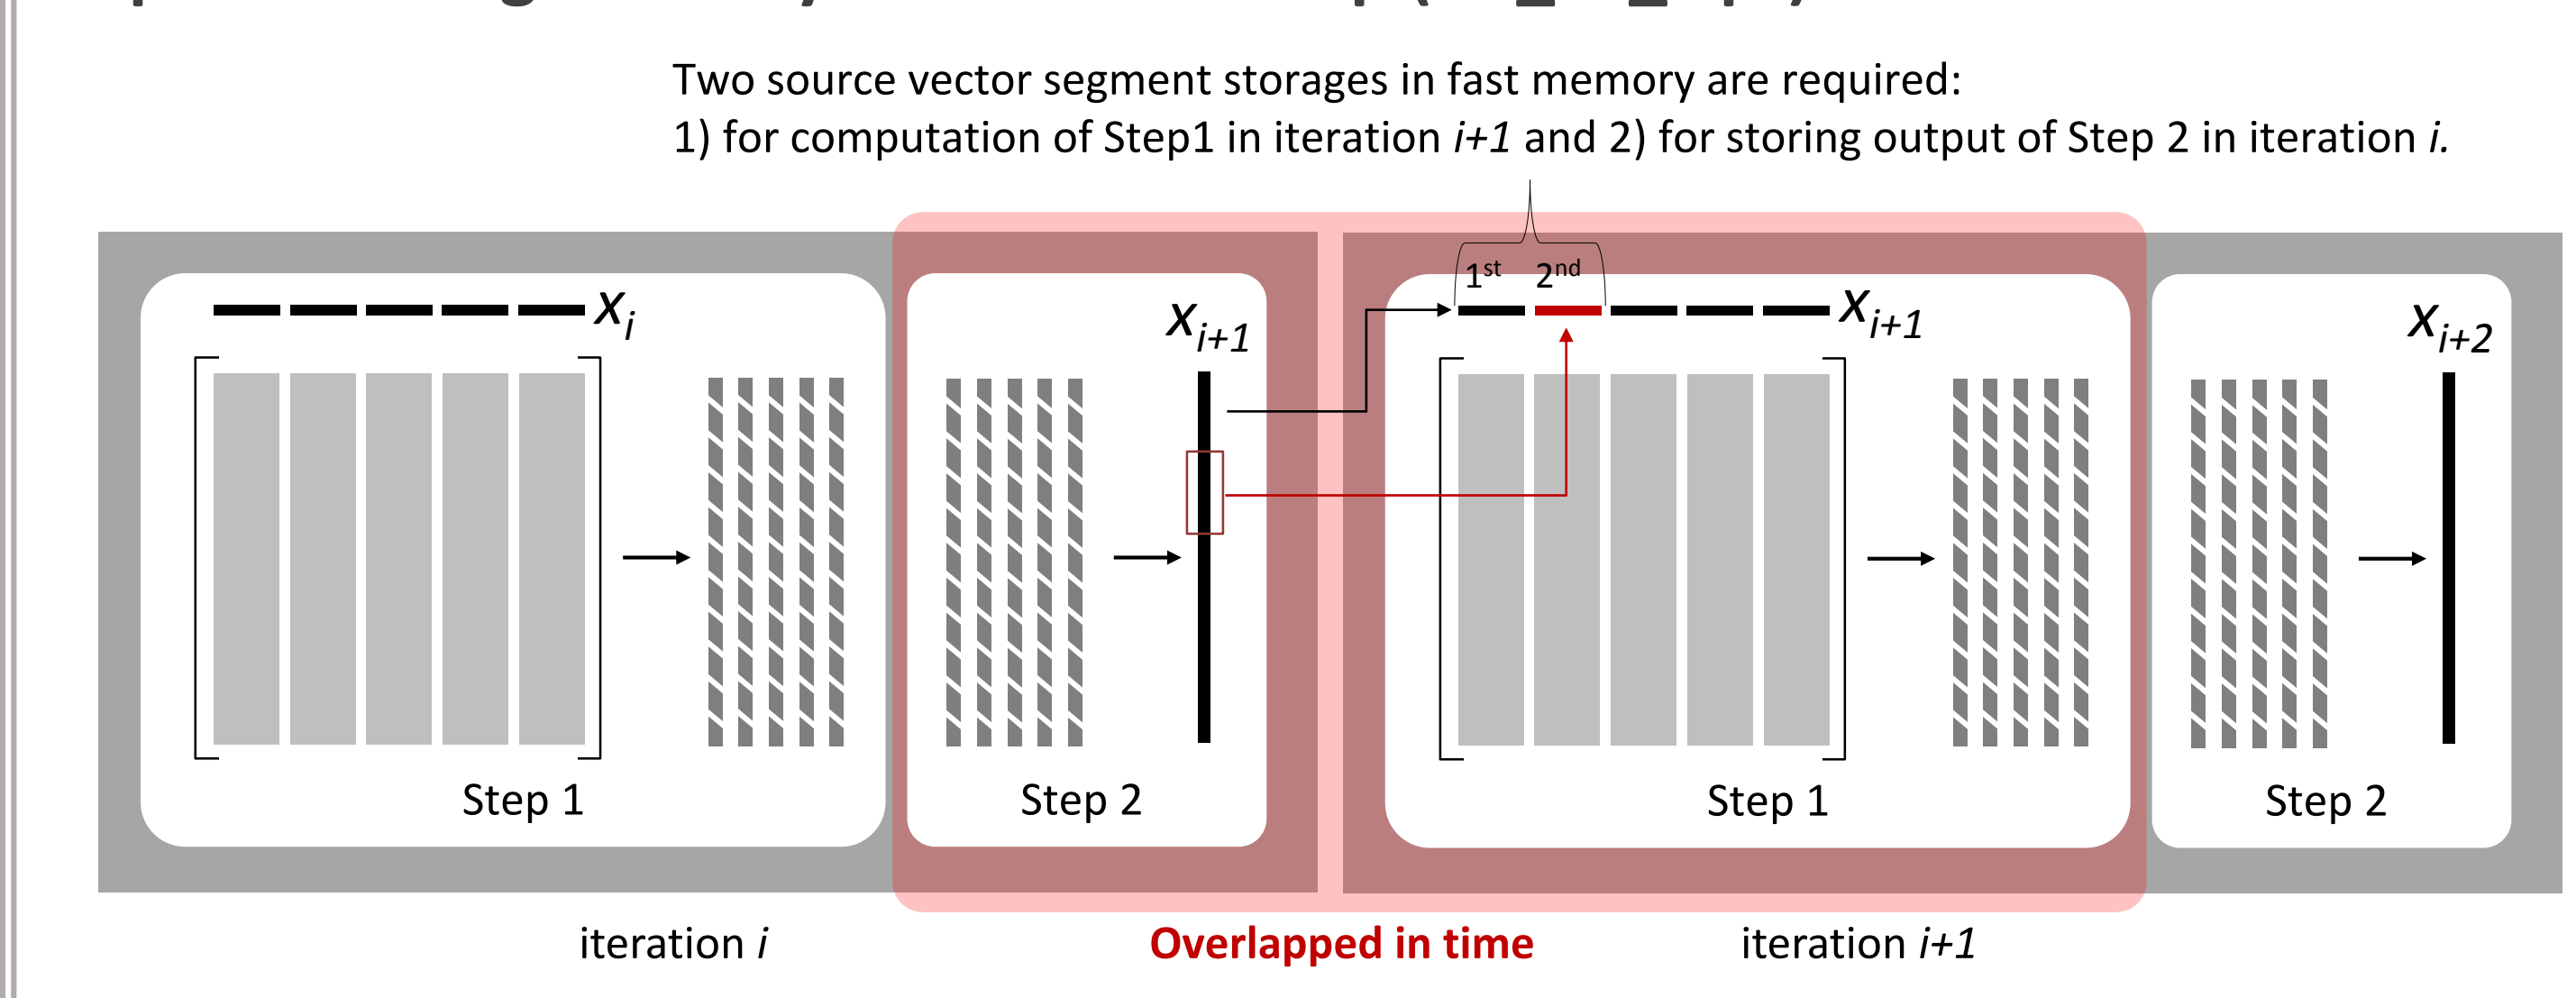 Two source vector segment storages in fast memory are required:
1) for computation of Step1 in iteration i+1 and 2) for storing output of Step 2 in iteration i.
1st 2nd
xi
xi+1
xi+1
xi+2
Step 1
Step 2
Step 1
Step 2
iteration i
Overlapped in time
iteration i+1